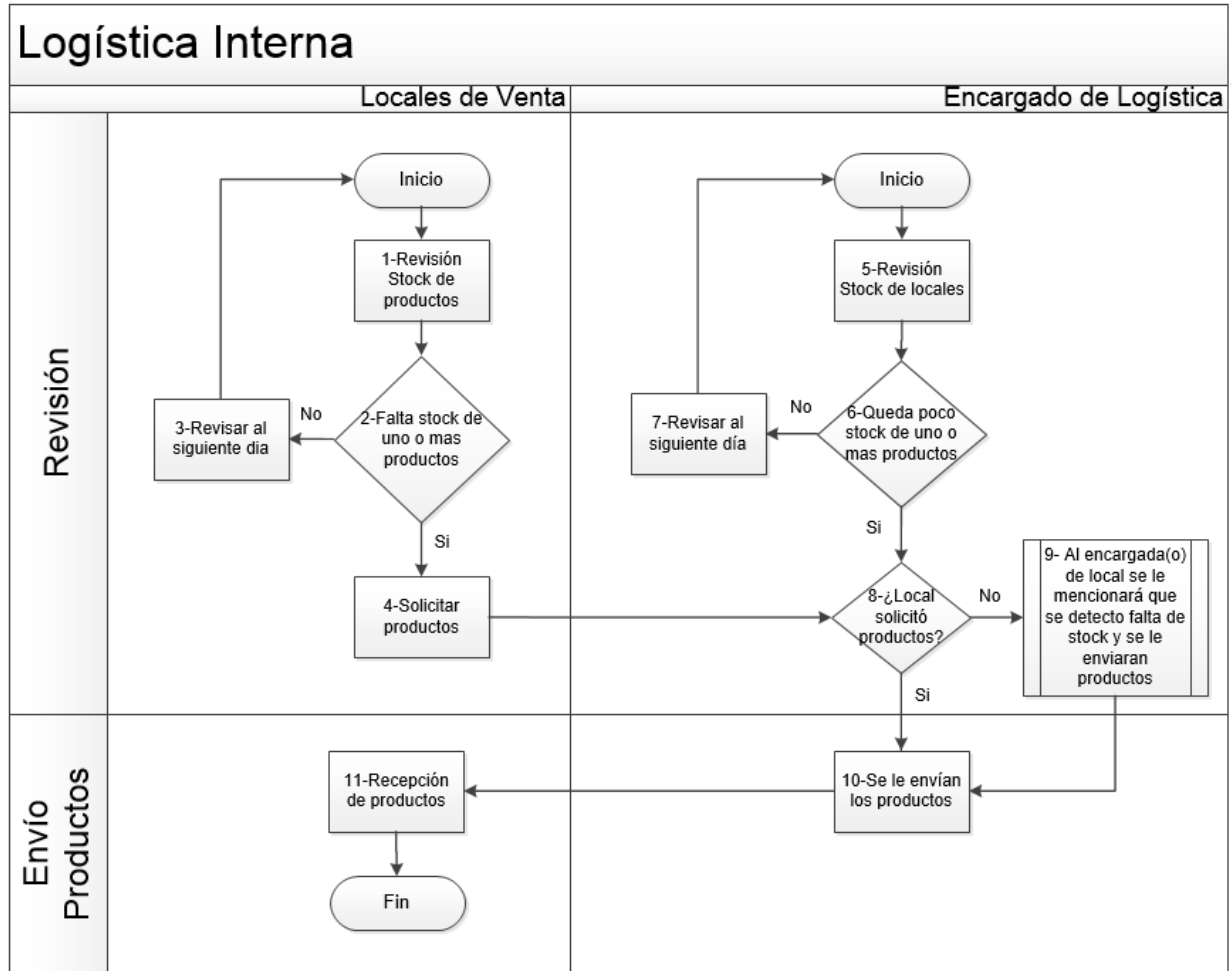 Logística Interna
Locales de Venta
Encargado de Logística
Revisión
Inicio
1-Revisión
Stock de
productos
2-Falta stock de
uno o mas
productos
No
3-Revisar al
siguiente dia
Si
4-Solicitar
productos
Inicio
5-Revisión
Stock de locales
6-Queda poco
stock de uno o
mas productos
No
7-Revisar al
siguiente día
Si
8-¿Local
solicitó
productos?
No
9- Al encargada(o)
de local se le
mencionará que
se detecto falta de
stock y se le
enviaran
productos
Si
Envío
Productos
10-Se le envían
los productos
11-Recepción
de productos
Fin